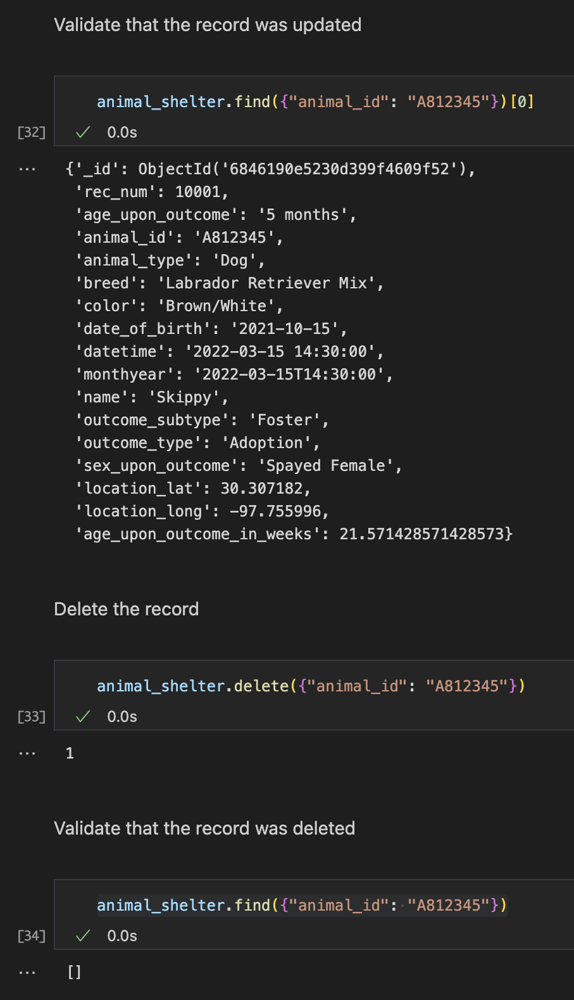 Validate that the record was updated
animal_shelter.find({"animal_id": "A812345"})[0]
[32] ✓ 0.0s
... {'_id': ObjectId('6846190e5230d399f4609f52'),
'rec_num': 10001,
'age_upon_outcome': '5 months',
'animal_id': 'A812345',
'animal_type': 'Dog',
'breed': 'Labrador Retriever Mix',
'color': 'Brown/White',
'date_of_birth': '2021-10-15',
'datetime': '2022-03-15 14:30:00',
'monthyear': '2022-03-15T14:30:00',
'name': 'Skippy',
'outcome_subtype': 'Foster',
'outcome_type': 'Adoption',
'sex_upon_outcome': 'Spayed Female',
'location_lat': 30.307182,
'location_long': -97.755996,
'age_upon_outcome_in_weeks': 21.571428571428573}
Delete the record
animal_shelter.delete({"animal_id": "A812345"})
[33] ✓ 0.0s
... 1
Validate that the record was deleted
animal_shelter.find({"animal_id": "A812345"})
[34] ✓ 0.0s
... []